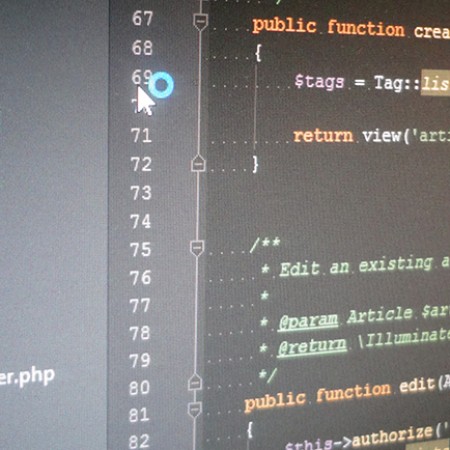 67 public function crea
68 {
69 $tags = Tag::lis
71 return view('arti
72 }
73
74
75 /**
76 * Edit an existing a
77 *
78 * @param Article $ar
79 * @return \Illuminate
er.php
80 */
81 public function edit(A
82 {
$this->authorize('